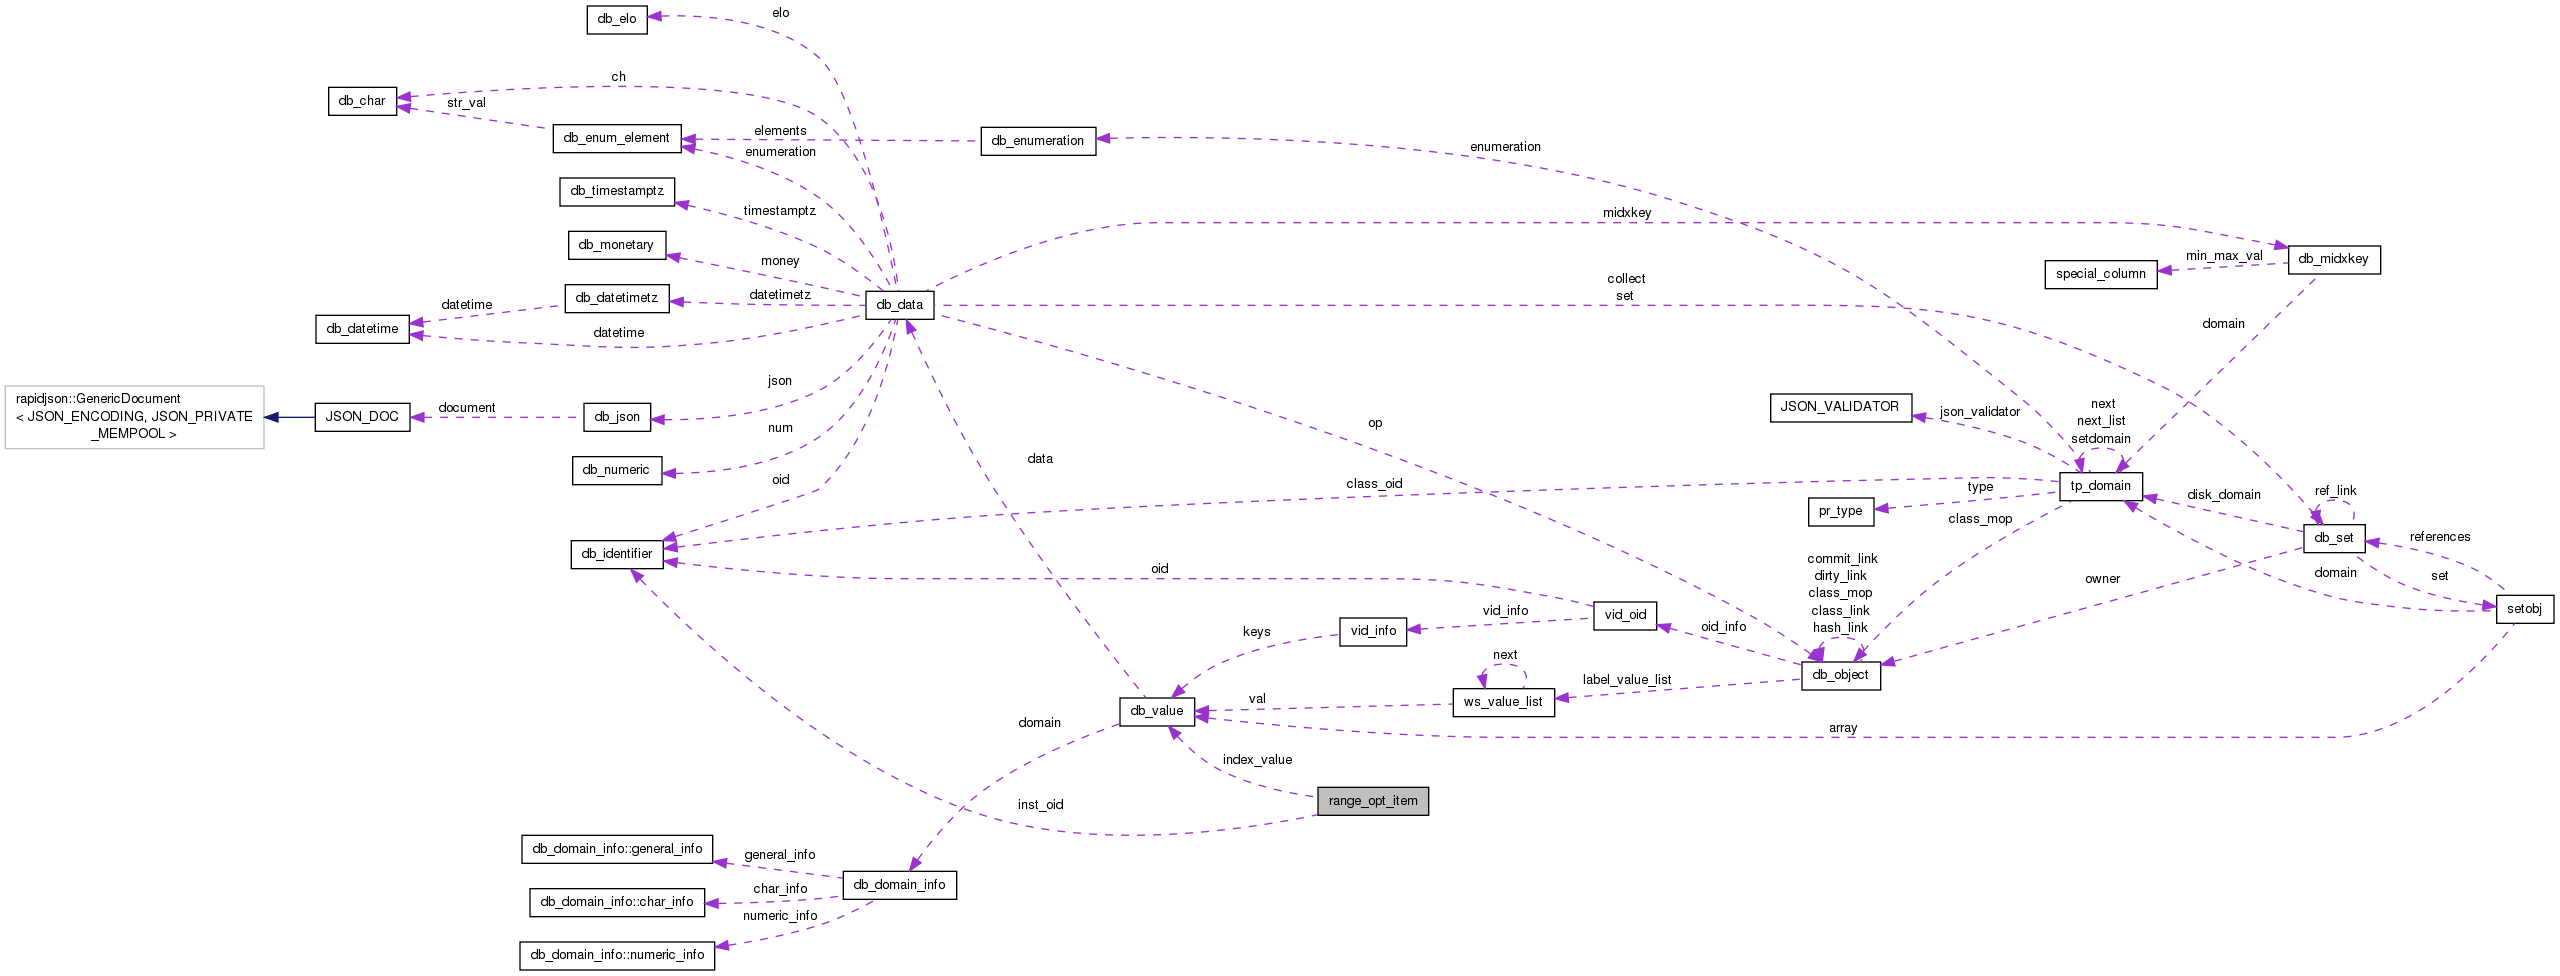 elo
db_elo
ch
db_char
str_val
db_enum_element
elements
db_enumeration
enumeration
enumeration
db_timestamptz
timestamptz
midxkey
db_monetary
money
min_max_val
db_midxkey
special_column
db_datetimetz
datetimetz
db_data
collect
set
datetime
db_datetime
datetime
domain
json
rapidjson::GenericDocument
< JSON_ENCODING, JSON_PRIVATE
_MEMPOOL >
JSON_DOC
document
db_json
op
JSON_VALIDATOR
json_validator
next
next_list
setdomain
num
data
db_numeric
oid
class_oid
type
tp_domain
disk_domain
ref_link
pr_type
class_mop
db_set
references
db_identifier
oid
commit_link
dirty_link
class_mop
class_link
hash_link
owner
domain
set
setobj
vid_info
vid_oid
oid_info
keys
vid_info
next
db_object
label_value_list
val
ws_value_list
db_value
domain
array
index_value
range_opt_item
inst_oid
db_domain_info::general_info
general_info
db_domain_info
char_info
db_domain_info::char_info
numeric_info
db_domain_info::numeric_info